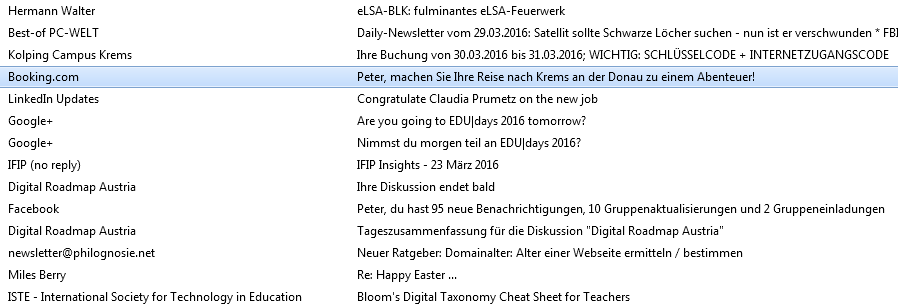 Hermann Walter eLSA-BLK: fulminantes eLSA-Feuerwerk
Best-of PC-WELT Daily-Newsletter vom 29.03.2016: Satellit sollte Schwarze Löcher suchen - nun ist er verschwunden * FBI
Kolping Campus Krems Ihre Buchung von 30.03.2016 bis 31.03.2016; WICHTIG: SCHLÜSSELCODE + INTERNETZUGANGSCODE
Booking.com Peter, machen Sie Ihre Reise nach Krems an der Donau zu einem Abenteuer!
LinkedIn Updates Congratulate Claudia Prumetz on the new job
Google+ Are you going to EDU|days 2016 tomorrow?
Google+ Nimmst du morgen teil an EDU|days 2016?
IFIP (no reply) IFIP Insights - 23 März 2016
Digital Roadmap Austria Ihre Diskussion endet bald
Facebook Peter, du hast 95 neue Benachrichtigungen, 10 Gruppenaktualisierungen und 2 Gruppeneinladungen
Digital Roadmap Austria Tageszusammenfassung für die Diskussion "Digital Roadmap Austria"
newsletter@philognosie.net Neuer Ratgeber: Domainalter: Alter einer Webseite ermitteln / bestimmen
Miles Berry Re: Happy Easter ...
ISTE - International Society for Technology in Education Bloom's Digital Taxonomy Cheat Sheet for Teachers